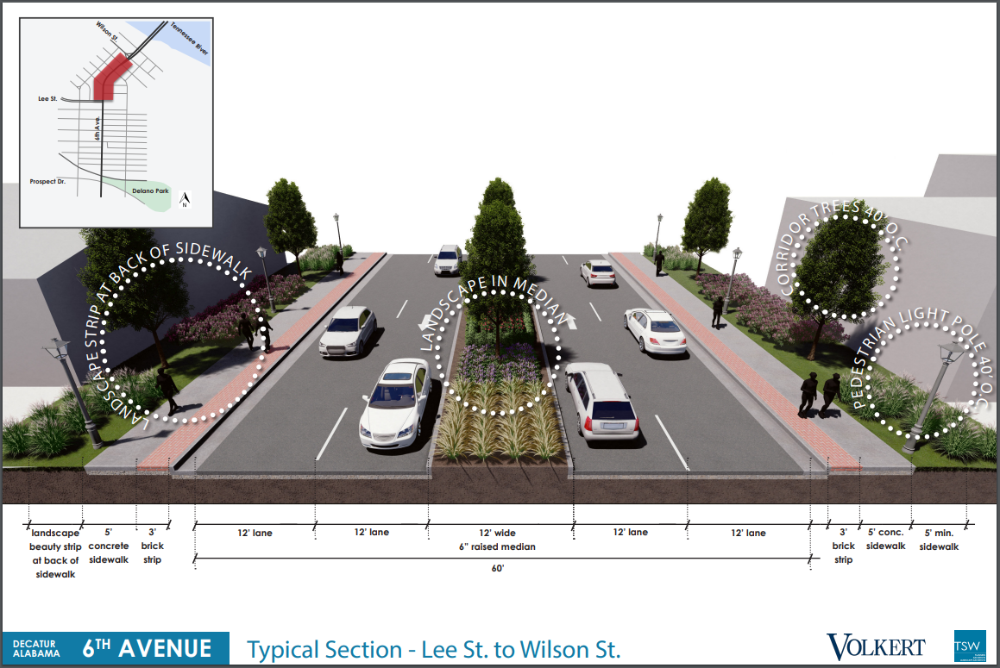 Wilson St.
Tennessee River
Lee St.
6th Ave.
Prospect Dr.
Delano Park
N
LANDSCAPE STRIP AT BACK OF SIDEWALK
LANDSCAPE IN MEDIAN
CORRIDOR TREES 40' O.C
PEDESTRIAN LIGHT POLE 40' O.C
landscape
beauty strip
at back of
sidewalk
5'
concrete
sidewalk
3'
brick
strip
12' lane
12' lane
12' wide
6" raised median
12' lane
12' lane
3'
brick
strip
5' conc.
sidewalk
5' min.
sidewalk
60'
DECATUR
ALABAMA
6TH AVENUE
Typical Section - Lee St. to Wilson St.
VOLKERT
TSW